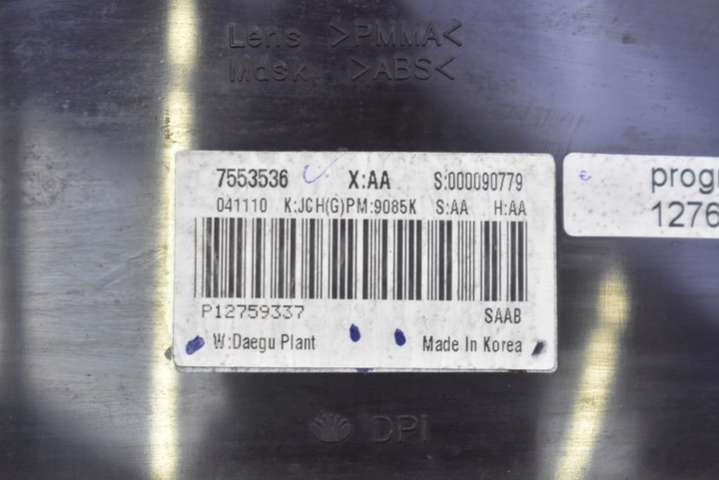 Lens >PMMA<
Mask >ABS<
7553536 X:AA S:000090779
041110 K:JCH(G)PM:9085K S:AA H:AA
P12759337 SAAB
W:Daegu Plant Made In Korea
progr
1276
DPI